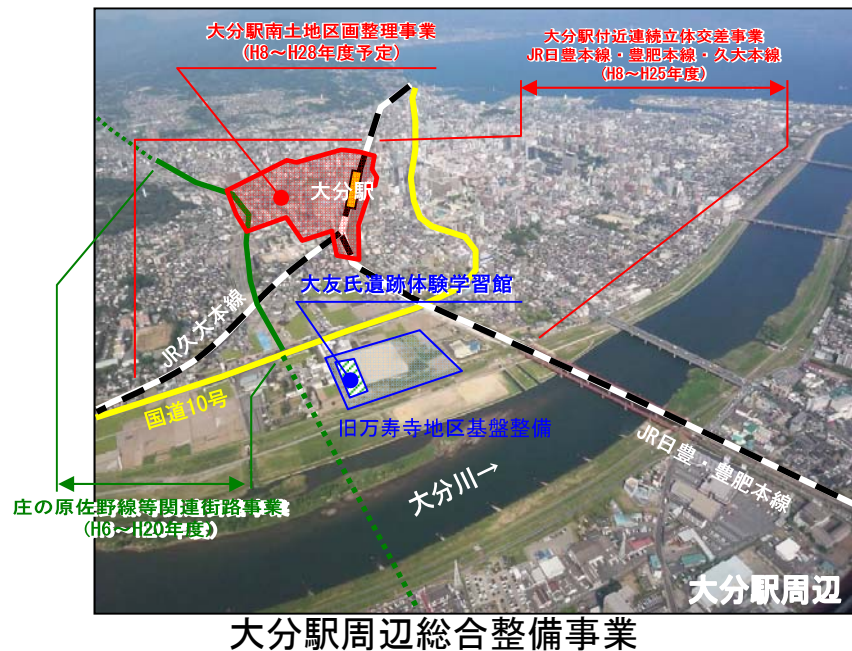 大分駅南土地区画整理事業
(H8～H28年度予定)
大分駅付近連続立体交差事業
JR日豊本線・豊肥本線・久大本線
(H8～H25年度)
大分駅
大友氏遺跡体験学習館
JR久大本線
国道10号
旧万寿寺地区基盤整備
JR日豊・豊肥本線
大分川→
庄の原佐野線等関連街路事業
(H6～H20年度)
大分駅周辺
大分駅周辺総合整備事業